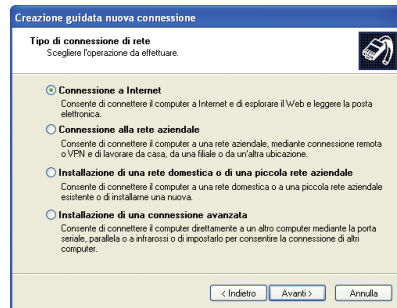 Creazione guidata nuova connessione
Tipo di connessione di rete
Scegliere l'operazione da effettuare.
Connessione a Internet
Consente di connettere il computer a Internet e di esplorare il Web e leggere la posta
elettronica.
Connessione alla rete aziendale
Consente di connettere il computer a una rete aziendale, mediante connessione remota
o VPN e di lavorare da casa, da una filiale o da un'altra ubicazione.
Installazione di una rete domestica o di una piccola rete aziendale
Consente di connettere il computer a una rete domestica o a una piccola rete aziendale
esistente o di installarne una nuova.
Installazione di una connessione avanzata
Consente di connettere il computer direttamente a un altro computer mediante la porta
seriale, parallela o a infrarossi o di impostarlo per consentire la connessione di altri
computer.
< Indietro Avanti > Annulla